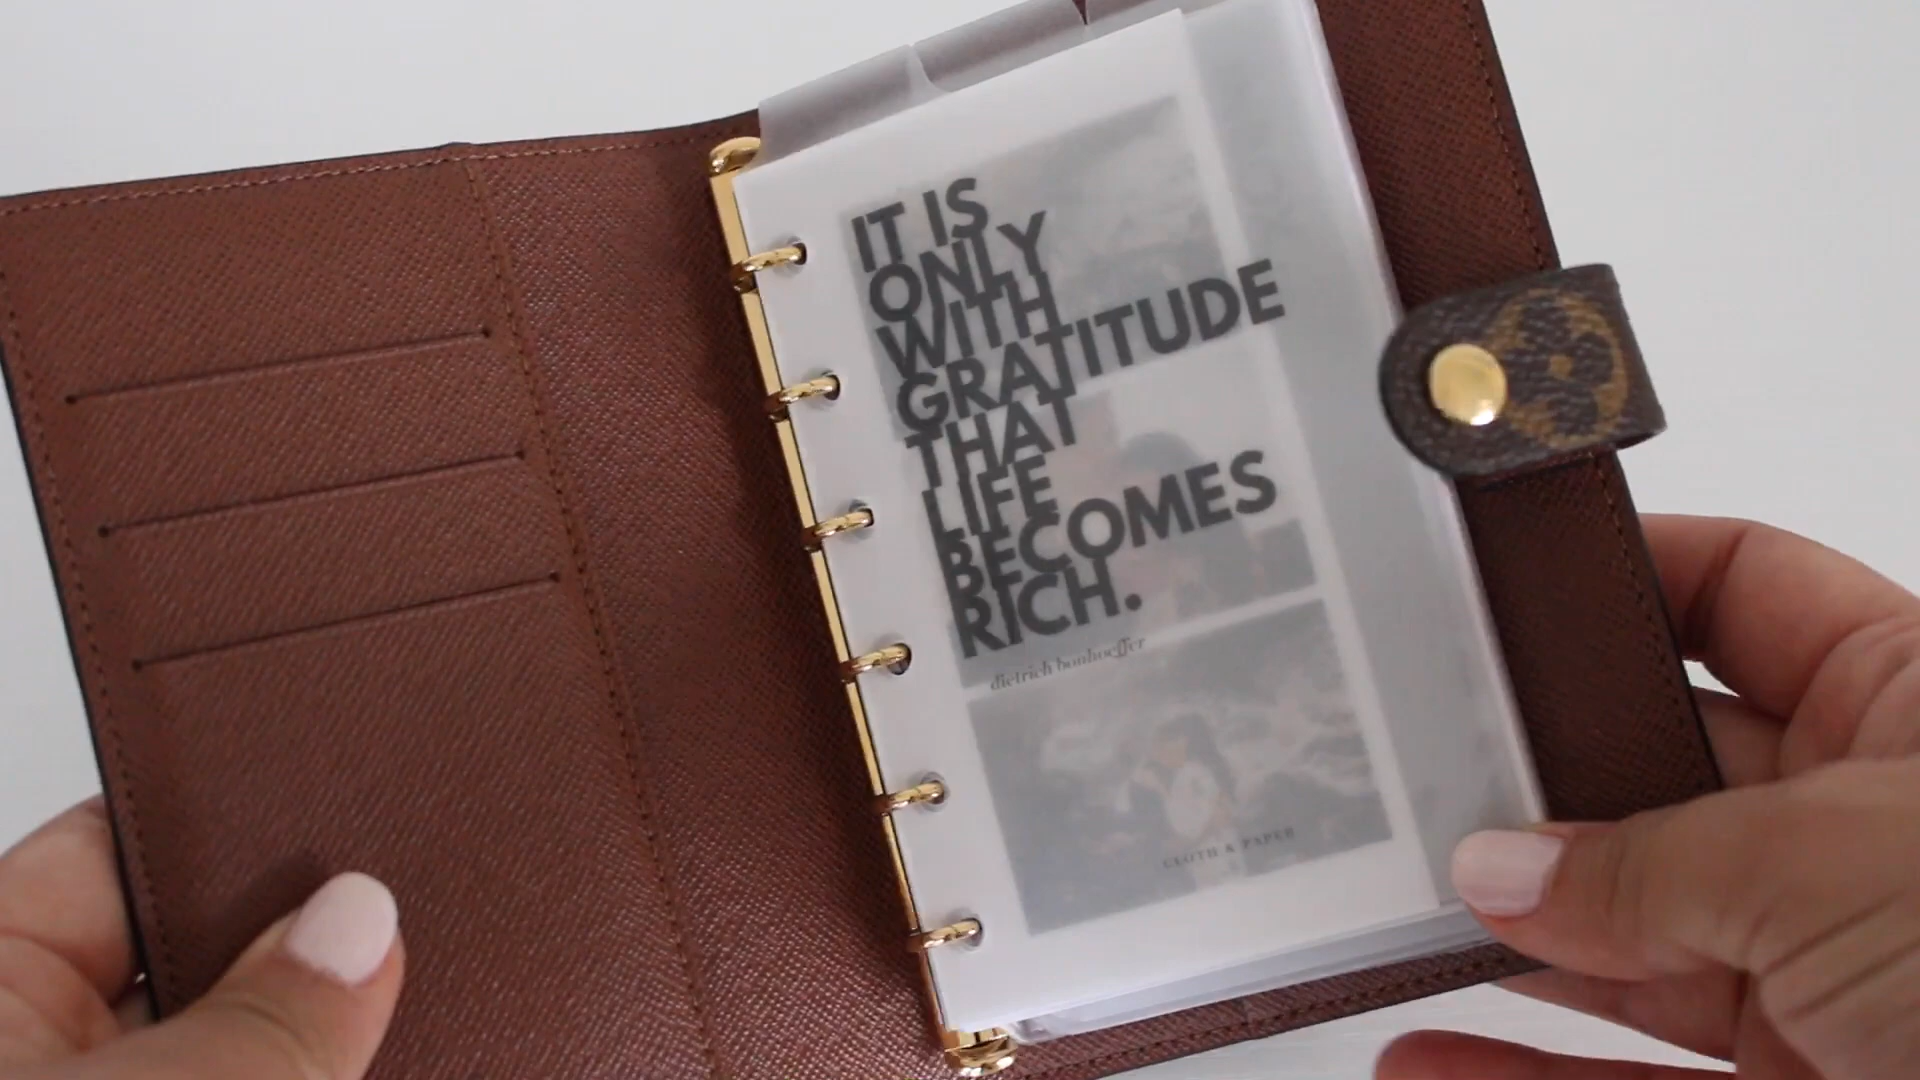 IT IS
ONLY
WITH
GRATITUDE
THAT
LIFE
BECOMES
RICH.
dietrich bonhoeffer
CLOTH & PAPER